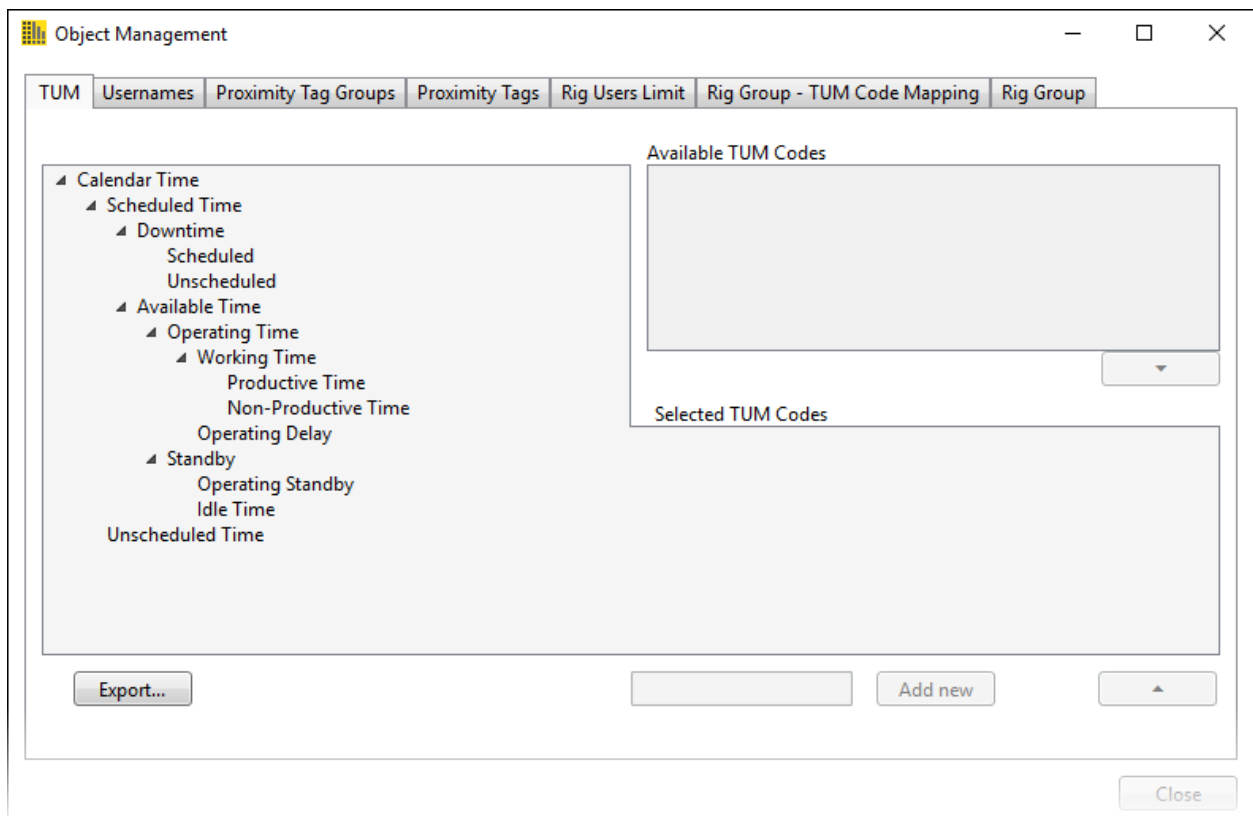 Object Management
TUM Usernames Proximity Tag Groups Proximity Tags Rig Users Limit Rig Group - TUM Code Mapping Rig Group
Calendar Time
Scheduled Time
Downtime
Scheduled
Unscheduled
Available Time
Operating Time
Working Time
Productive Time
Non-Productive Time
Operating Delay
Standby
Operating Standby
Idle Time
Unscheduled Time
Available TUM Codes
Selected TUM Codes
Export...
Add new
Close